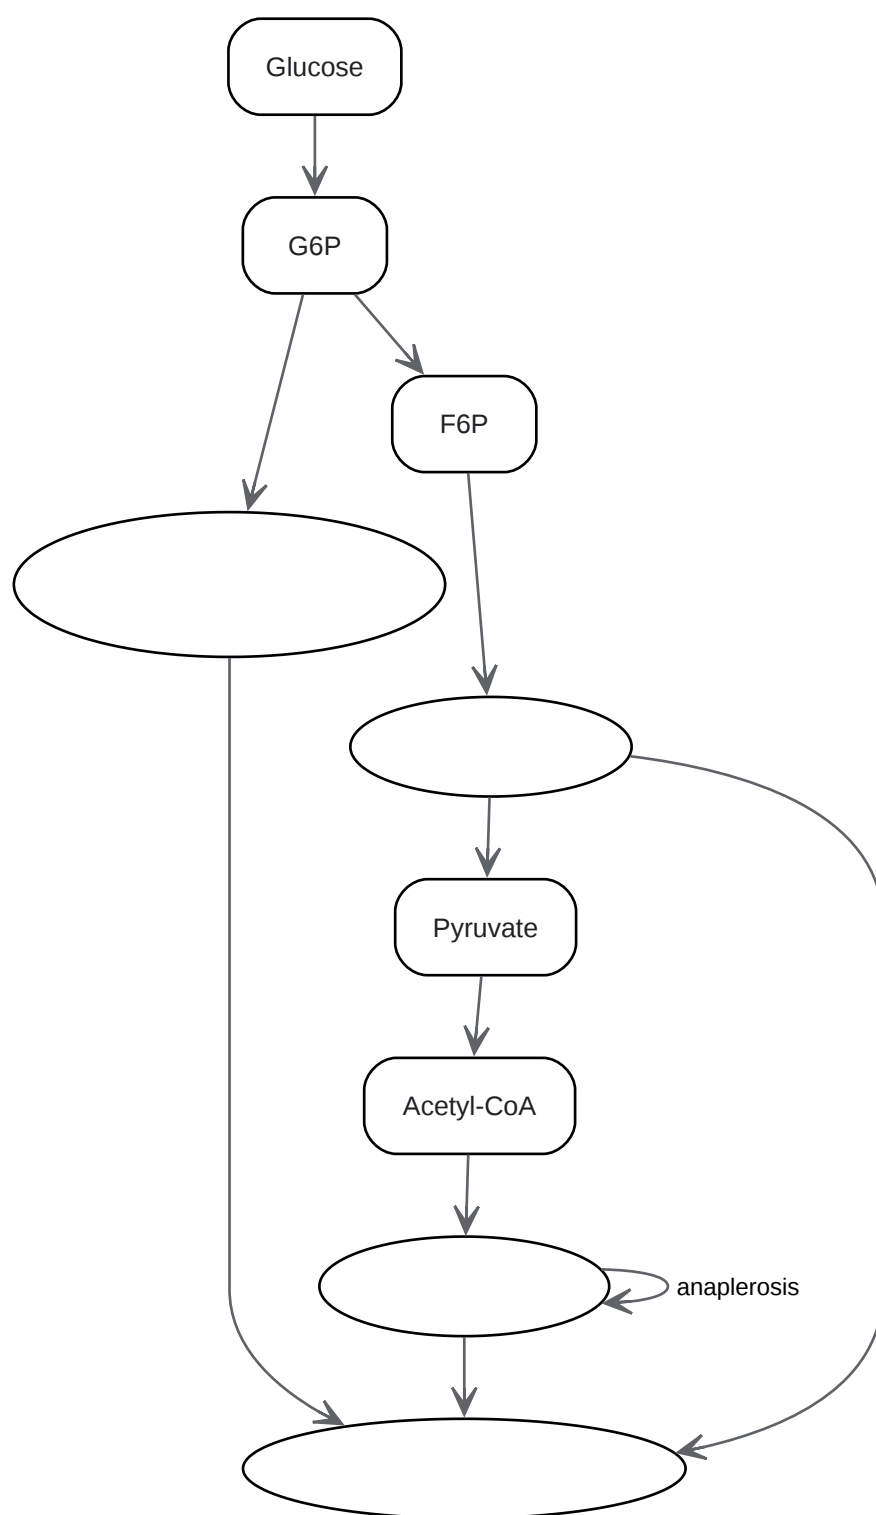 Glucose
G6P
F6P
Pyruvate
Acetyl-CoA
anaplerosis